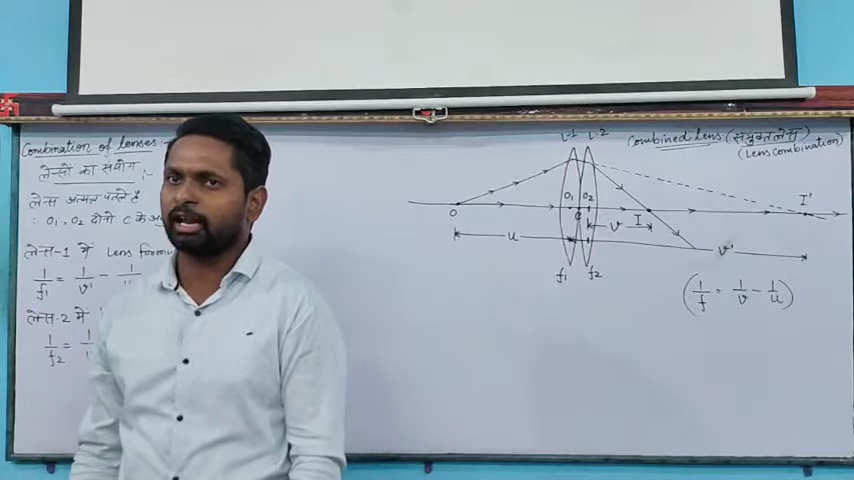 Combination of lenses:-
लेंसों का संयोग :-
लेंस अत्यन्त पतले है
∴ O₁, O₂ दोनो C के
लेंस-1 में Lens formu
1/f₁ = 1/v' - 1/u
लेंस-2 में
1/f₂ =
Combined Lens (संयुक्त लेंस)
(Lens Combination)
L-1 L-2
O O₁ C O₂ I I'
u v v'
f₁ f₂
(1/f = 1/v - 1/u)